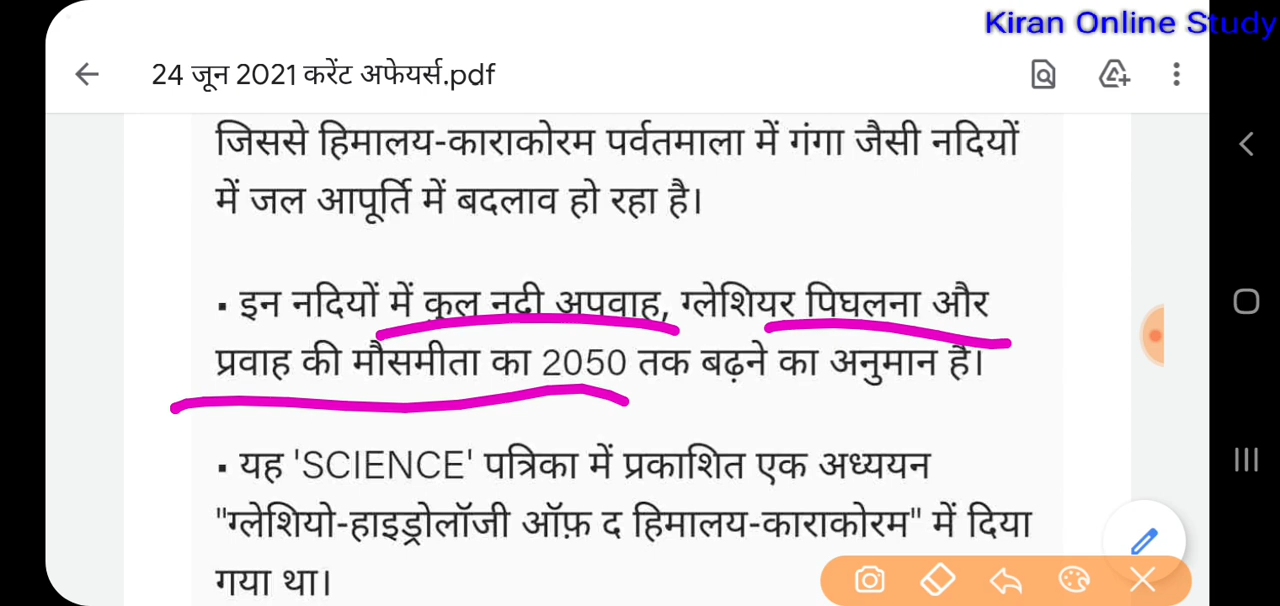 Kiran Online Study
24 जून 2021 करेंट अफेयर्स.pdf
जिससे हिमालय-काराकोरम पर्वतमाला में गंगा जैसी नदियों
में जल आपूर्ति में बदलाव हो रहा है।
▪ इन नदियों में कुल नदी अपवाह, ग्लेशियर पिघलना और
प्रवाह की मौसमीता का 2050 तक बढ़ने का अनुमान है।
▪ यह 'SCIENCE' पत्रिका में प्रकाशित एक अध्ययन
"ग्लेशियो-हाइड्रोलॉजी ऑफ़ द हिमालय-काराकोरम" में दिया
गया था।